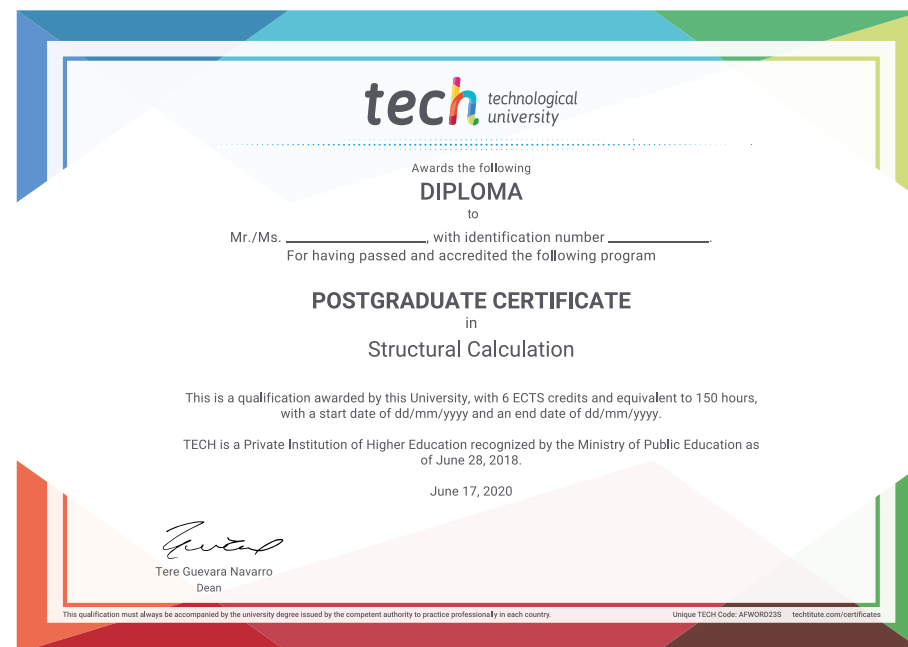 tech technological
university
Awards the following
DIPLOMA
to
Mr./Ms. ____________________, with identification number _______________.
For having passed and accredited the following program
POSTGRADUATE CERTIFICATE
in
Structural Calculation
This is a qualification awarded by this University, with 6 ECTS credits and equivalent to 150 hours,
with a start date of dd/mm/yyyy and an end date of dd/mm/yyyy.
TECH is a Private Institution of Higher Education recognized by the Ministry of Public Education as
of June 28, 2018.
June 17, 2020
Tere Guevara Navarro
Dean
This qualification must always be accompanied by the university degree issued by the competent authority to practice professionally in each country. Unique TECH Code: AFWORD23S techtitute.com/certificates